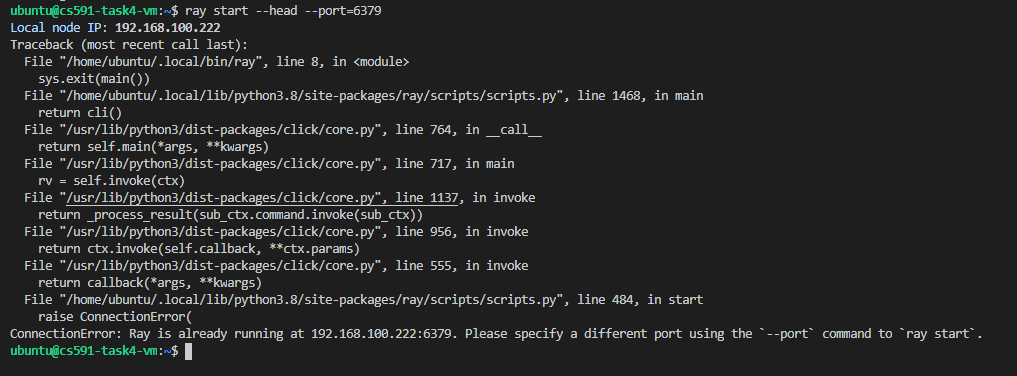 ubuntu@cs591-task4-vm:~$ ray start --head --port=6379
Local node IP: 192.168.100.222
Traceback (most recent call last):
  File "/home/ubuntu/.local/bin/ray", line 8, in <module>
    sys.exit(main())
  File "/home/ubuntu/.local/lib/python3.8/site-packages/ray/scripts/scripts.py", line 1468, in main
    return cli()
  File "/usr/lib/python3/dist-packages/click/core.py", line 764, in __call__
    return self.main(*args, **kwargs)
  File "/usr/lib/python3/dist-packages/click/core.py", line 717, in main
    rv = self.invoke(ctx)
  File "/usr/lib/python3/dist-packages/click/core.py", line 1137, in invoke
    return _process_result(sub_ctx.command.invoke(sub_ctx))
  File "/usr/lib/python3/dist-packages/click/core.py", line 956, in invoke
    return ctx.invoke(self.callback, **ctx.params)
  File "/usr/lib/python3/dist-packages/click/core.py", line 555, in invoke
    return callback(*args, **kwargs)
  File "/home/ubuntu/.local/lib/python3.8/site-packages/ray/scripts/scripts.py", line 484, in start
    raise ConnectionError(
ConnectionError: Ray is already running at 192.168.100.222:6379. Please specify a different port using the `--port` command to `ray start`.
ubuntu@cs591-task4-vm:~$